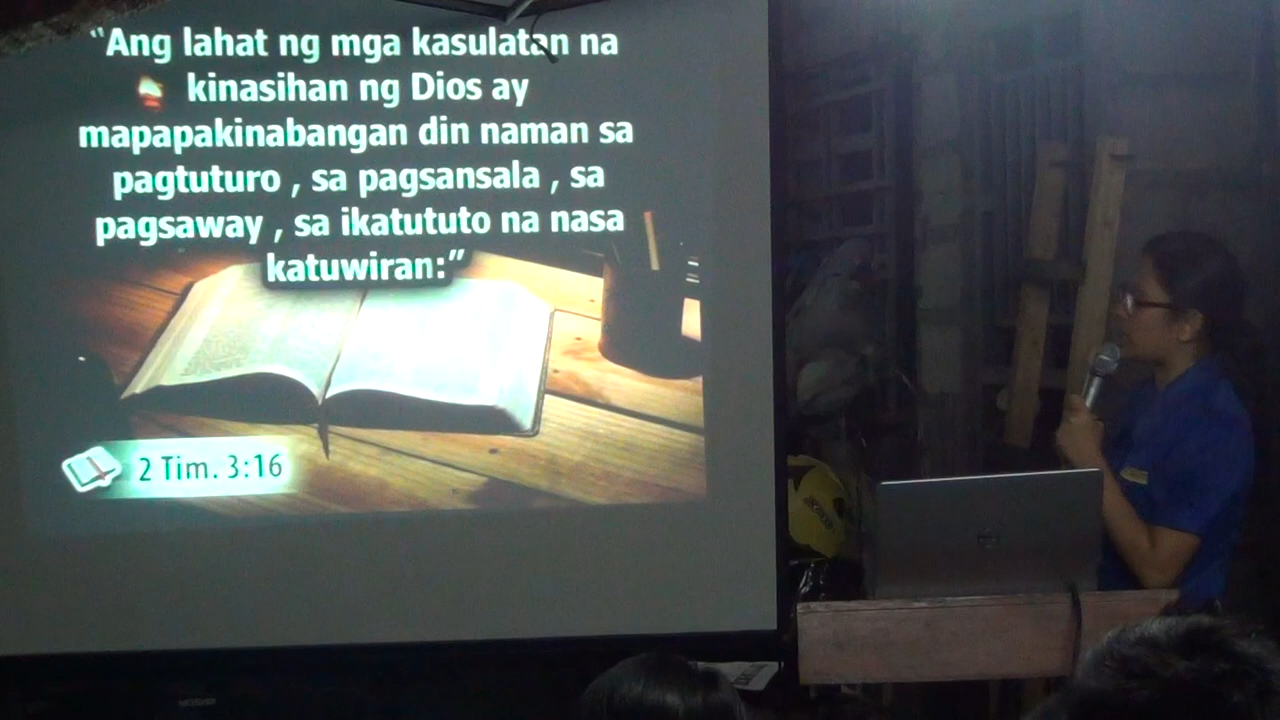 “Ang lahat ng mga kasulatan na
kinasihan ng Dios ay
mapapakinabangan din naman sa
pagtuturo , sa pagsansala , sa
pagsaway , sa ikatututo na nasa
katuwiran:”
2 Tim. 3:16